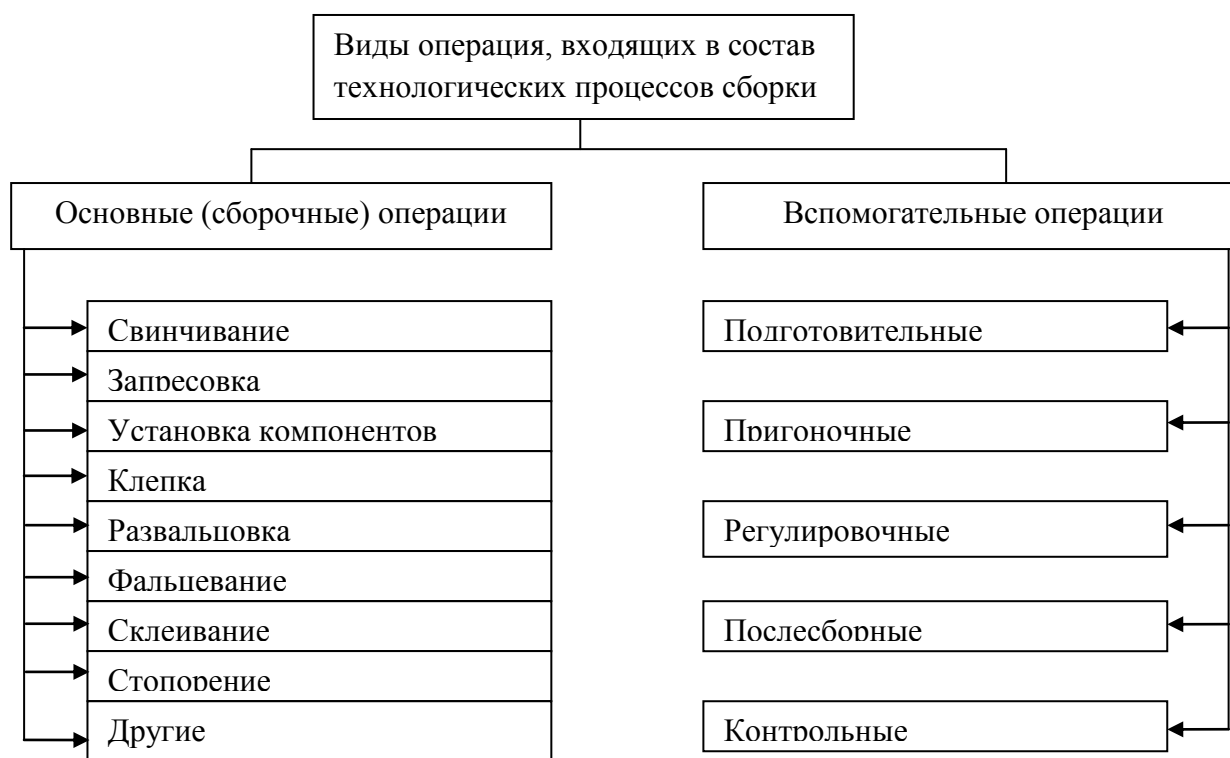 Виды операция, входящих в состав
технологических процессов сборки
Основные (сборочные) операции
Вспомогательные операции
Свинчивание
Запресовка
Установка компонентов
Клепка
Развальцовка
Фальцевание
Склеивание
Стопорение
Другие
Подготовительные
Пригоночные
Регулировочные
Послесборные
Контрольные